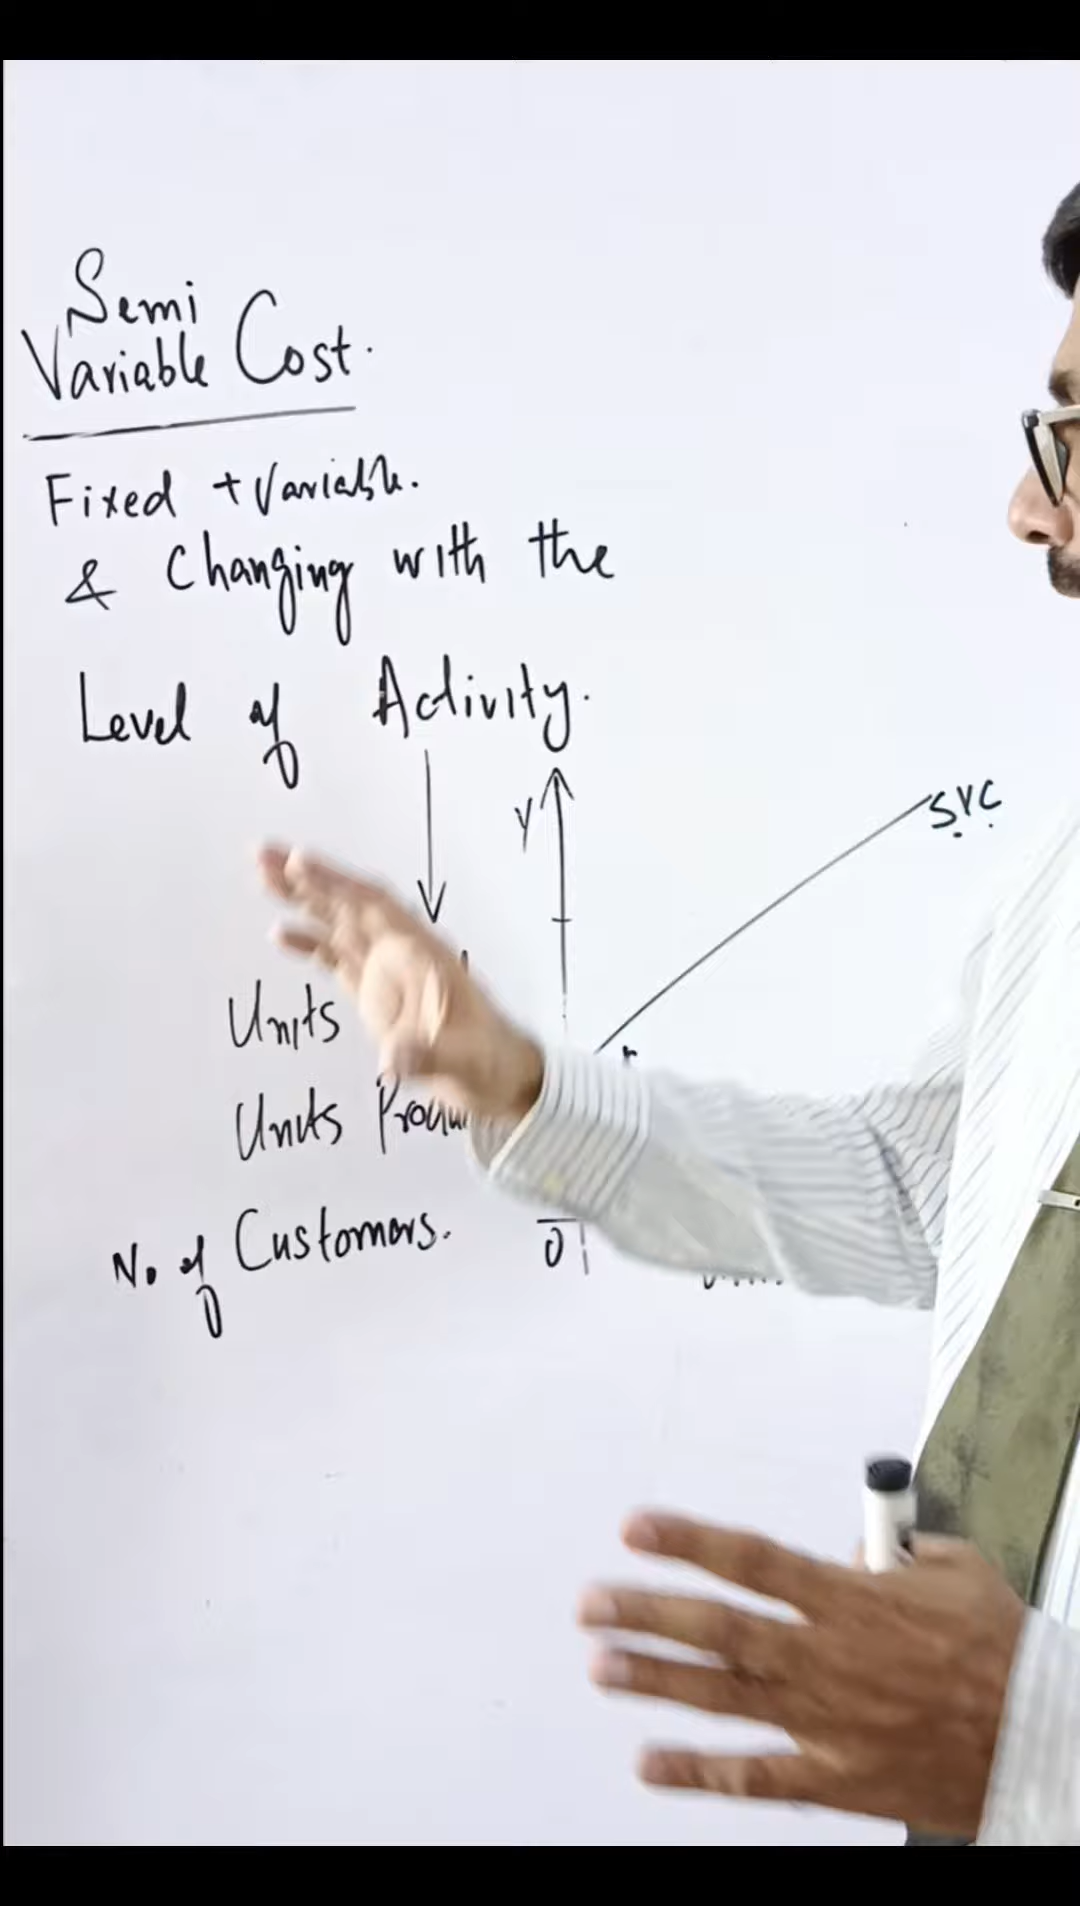 Semi
Variable Cost.
Fixed + Variable.
& Changing with the
Level of Activity.
Y
SVC
Units
Units
No. of Customers.
0